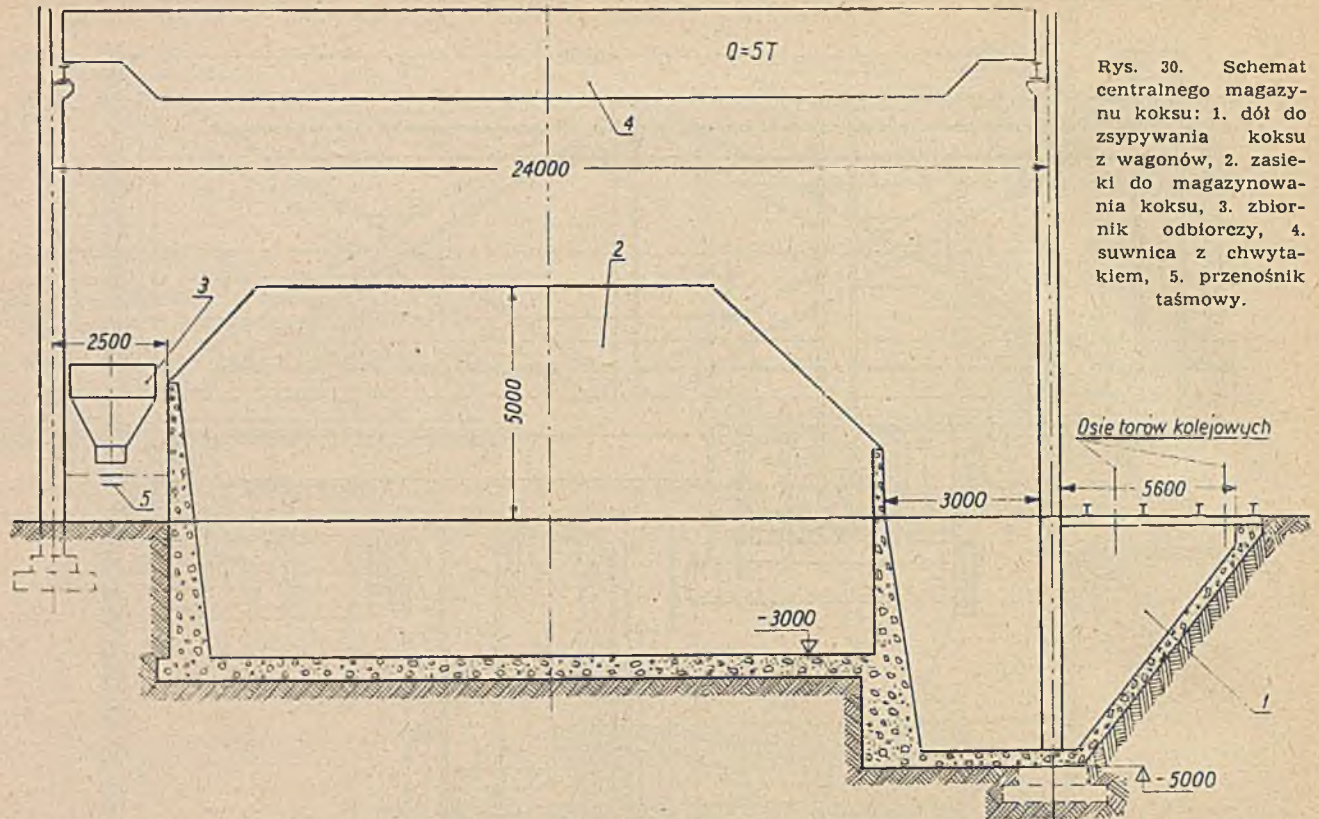 Q=5T
4
24000
2
3
2500
5000
5
Osie torów kolejowych
3000
5600
-3000
1
-5000
Rys. 30. Schemat
centralnego magazy-
nu koksu: 1. dół do
zsypywania koksu
z wagonów, 2. zasie-
ki do magazynowa-
nia koksu, 3. zbior-
nik odbiorczy, 4.
suwnica z chwyta-
kiem, 5. przenośnik
taśmowy.